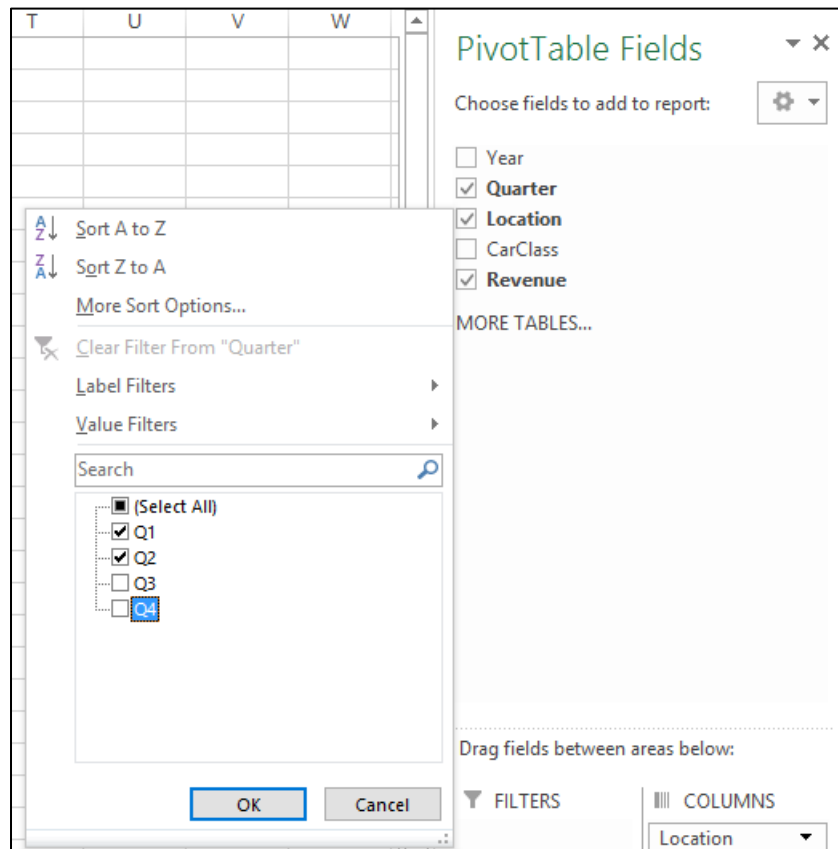 T U V W
PivotTable Fields
Choose fields to add to report:
Year
Quarter
Location
CarClass
Revenue
MORE TABLES...
Sort A to Z
Sort Z to A
More Sort Options...
Clear Filter From "Quarter"
Label Filters
Value Filters
Search
(Select All)
Q1
Q2
Q3
Q4
OK Cancel
Drag fields between areas below:
FILTERS COLUMNS
Location